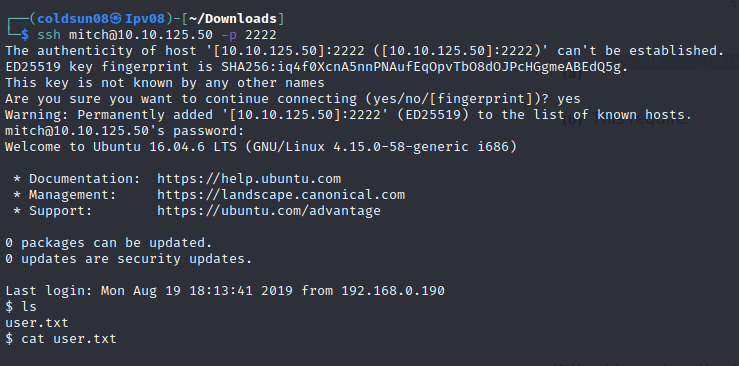 ┌──(coldsun08㉿Ipv08)-[~/Downloads]
└─$ ssh mitch@10.10.125.50 -p 2222
The authenticity of host '[10.10.125.50]:2222 ([10.10.125.50]:2222)' can't be established.
ED25519 key fingerprint is SHA256:iq4f0XcnA5nnPNAufEqOpvTbO8dOJPcHGgmeABEdQ5g.
This key is not known by any other names
Are you sure you want to continue connecting (yes/no/[fingerprint])? yes
Warning: Permanently added '[10.10.125.50]:2222' (ED25519) to the list of known hosts.
mitch@10.10.125.50's password:
Welcome to Ubuntu 16.04.6 LTS (GNU/Linux 4.15.0-58-generic i686)
 * Documentation:  https://help.ubuntu.com
 * Management:     https://landscape.canonical.com
 * Support:        https://ubuntu.com/advantage
0 packages can be updated.
0 updates are security updates.
Last login: Mon Aug 19 18:13:41 2019 from 192.168.0.190
$ ls
user.txt
$ cat user.txt